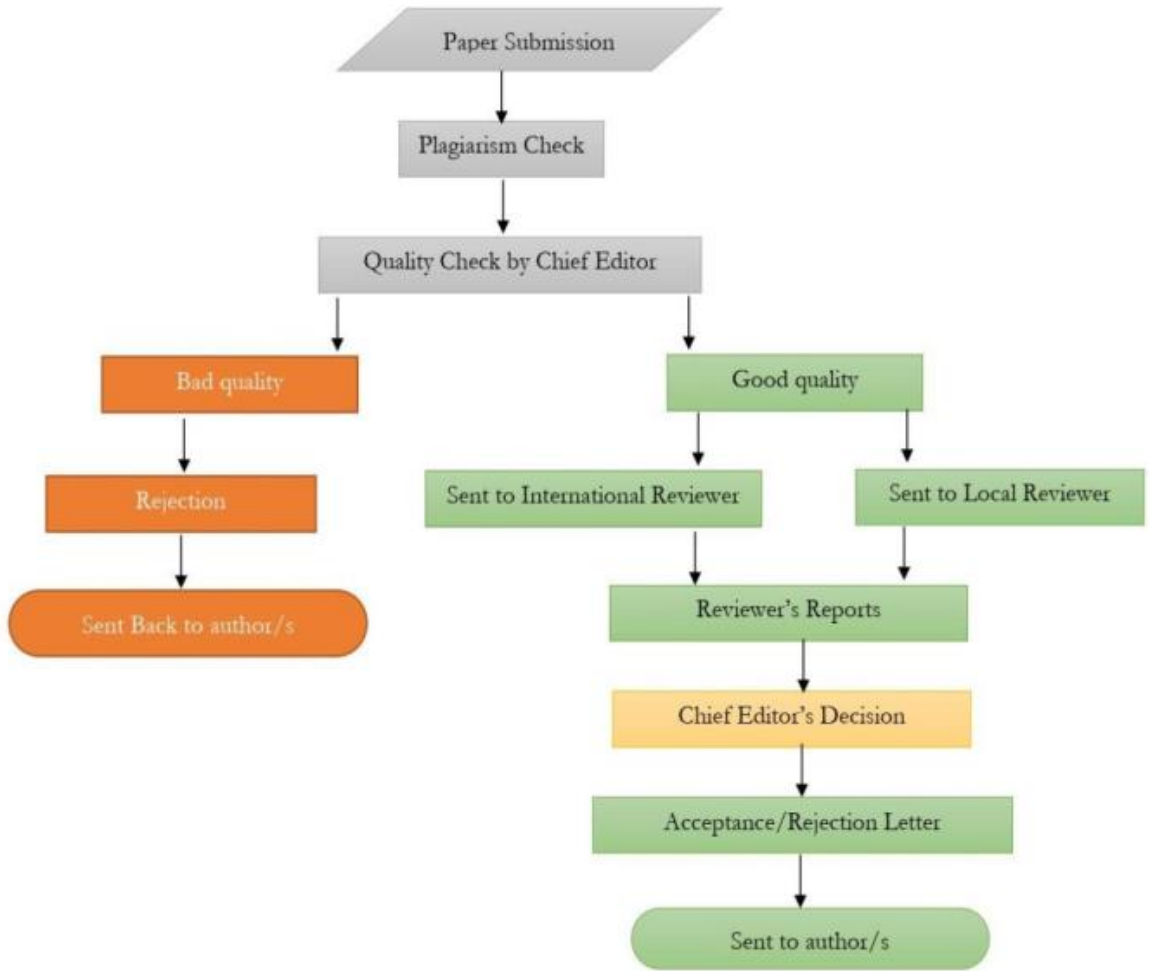 Paper Submission
Plagiarism Check
Quality Check by Chief Editor
Bad quality
Good quality
Rejection
Sent to International Reviewer
Sent to Local Reviewer
Sent Back to author/s
Reviewer's Reports
Chief Editor's Decision
Acceptance/Rejection Letter
Sent to author/s